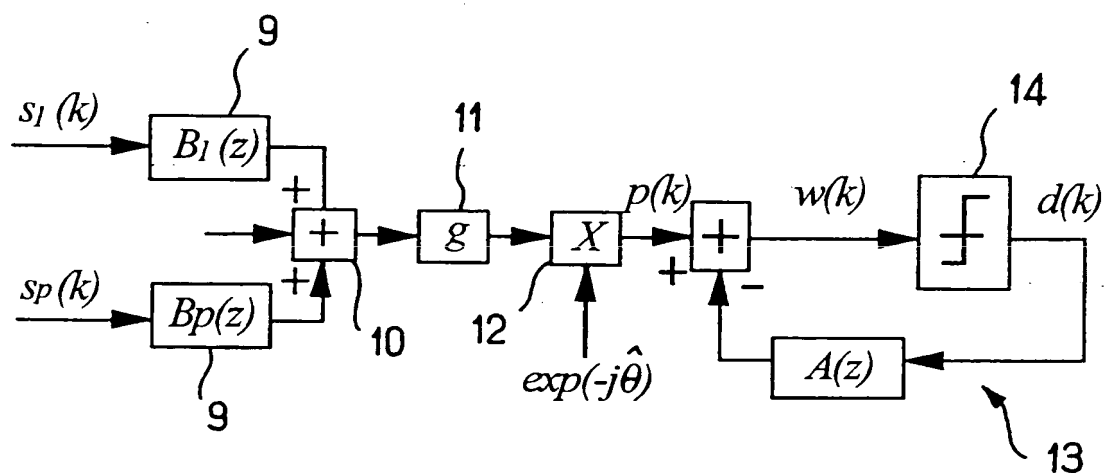 9
s1(k)
B1(z)
+
+
11
g
12
X
p(k)
+
+
-
w(k)
14
d(k)
sp(k)
Bp(z)
+
10
exp(-jθ̂)
A(z)
9
13